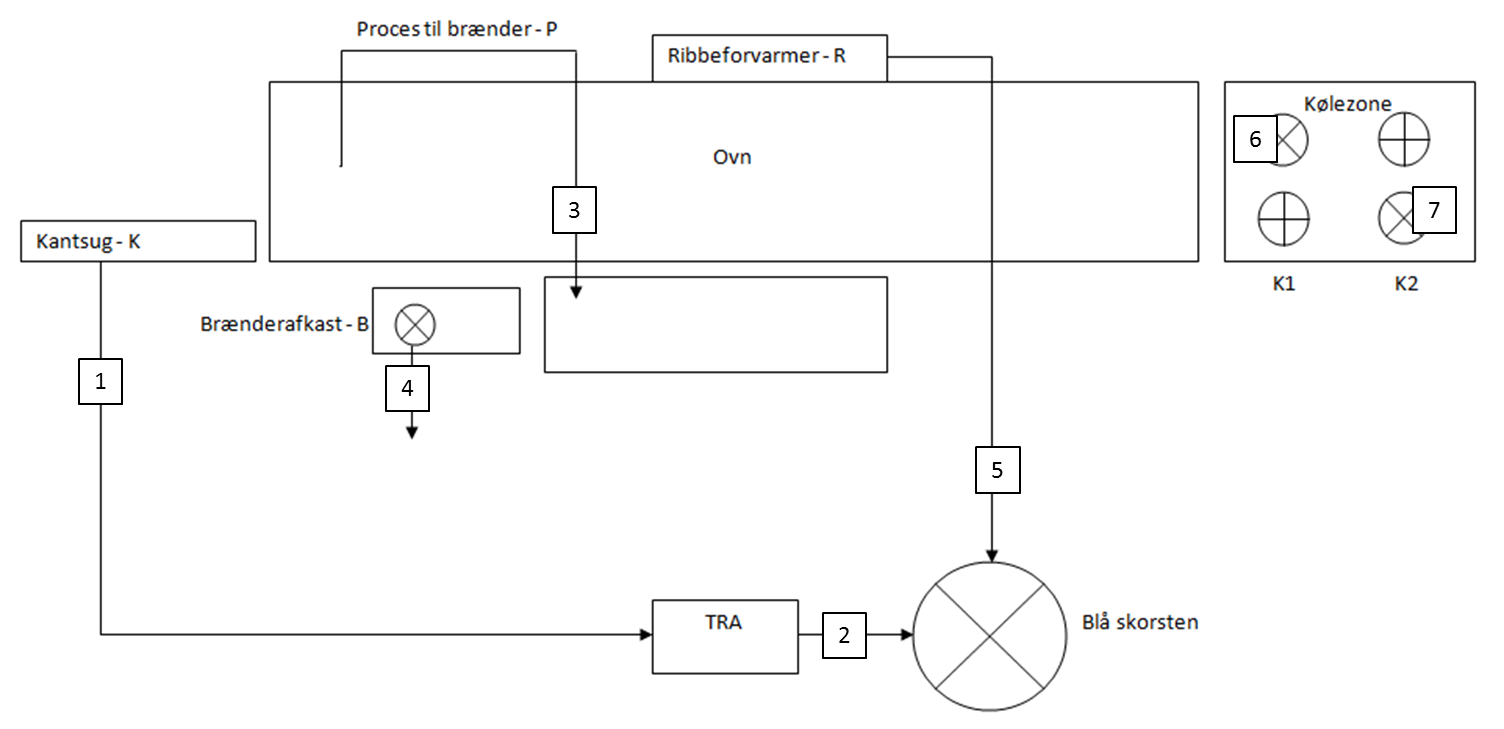 Proces til brænder - P
Ribbeforvarmer - R
Kølezone
6
Ovn
3
7
Kantsug - K
K1
K2
Brænderafkast - B
1
4
5
TRA
2
Blå skorsten